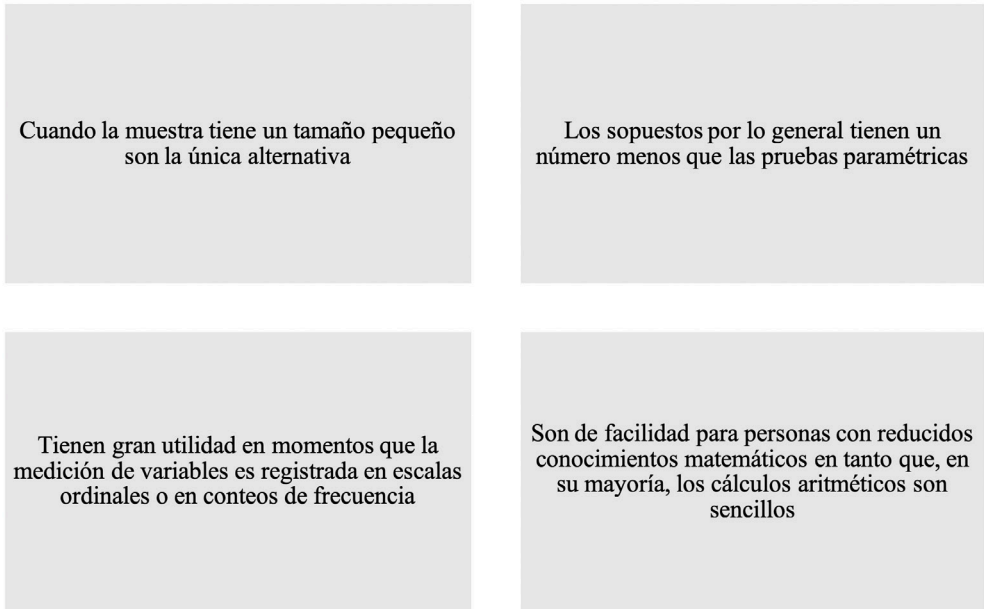 Cuando la muestra tiene un tamaño pequeño
son la única alternativa
Los sopuestos por lo general tienen un
número menos que las pruebas paramétricas
Tienen gran utilidad en momentos que la
medición de variables es registrada en escalas
ordinales o en conteos de frecuencia
Son de facilidad para personas con reducidos
conocimientos matemáticos en tanto que, en
su mayoría, los cálculos aritméticos son
sencillos